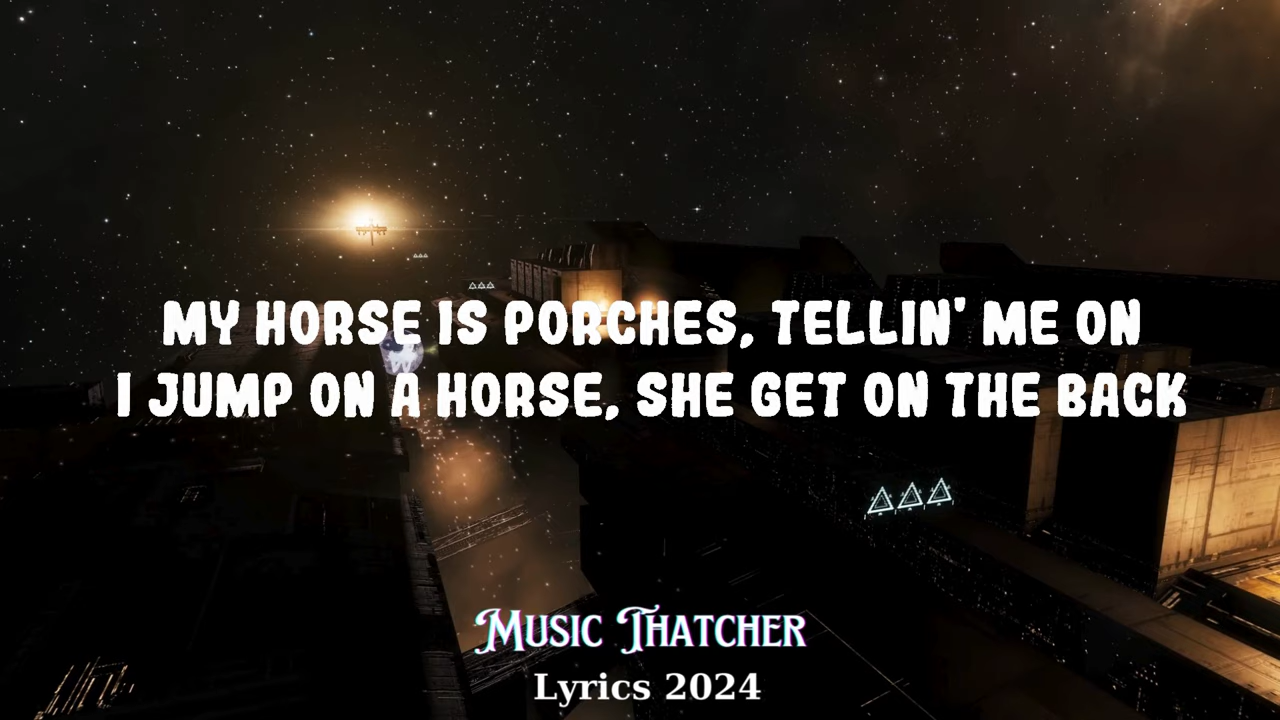 MY HORSE IS PORCHES, TELLIN' ME ON
I JUMP ON A HORSE, SHE GET ON THE BACK
MUSIC THATCHER
Lyrics 2024